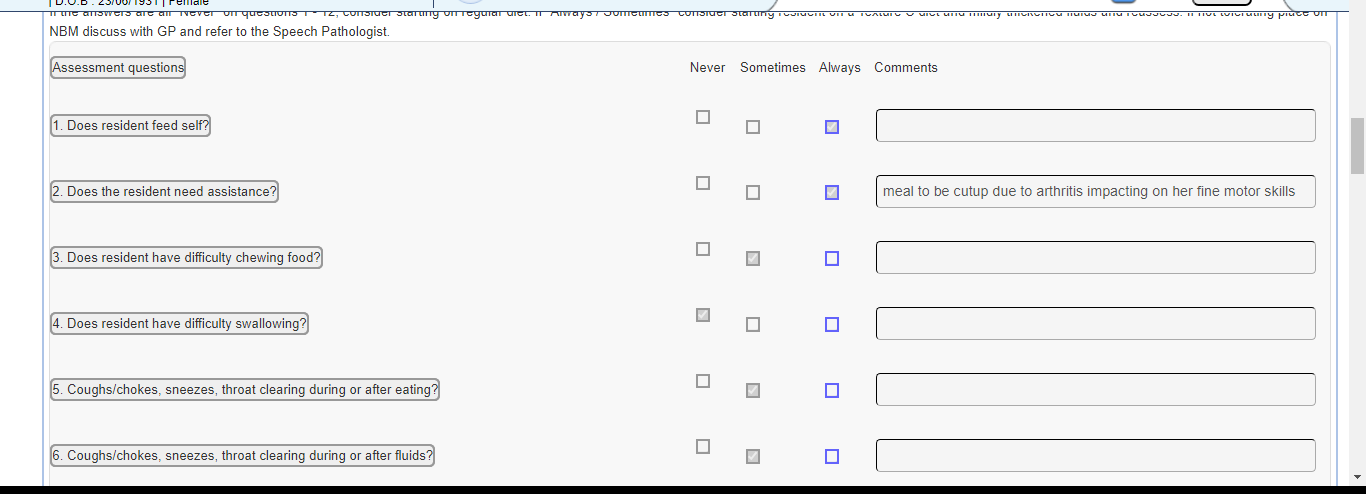 D.O.B : 23/06/1931 | Female
If the answers are all "Never" on questions 1 - 12, consider starting on regular diet. If "Always / Sometimes" consider starting resident on a Texture C diet and mildly thickened fluids and reassess. If not tolerating place on
NBM discuss with GP and refer to the Speech Pathologist.
Assessment questions Never Sometimes Always Comments
1. Does resident feed self?
2. Does the resident need assistance? meal to be cutup due to arthritis impacting on her fine motor skills
3. Does resident have difficulty chewing food?
4. Does resident have difficulty swallowing?
5. Coughs/chokes, sneezes, throat clearing during or after eating?
6. Coughs/chokes, sneezes, throat clearing during or after fluids?